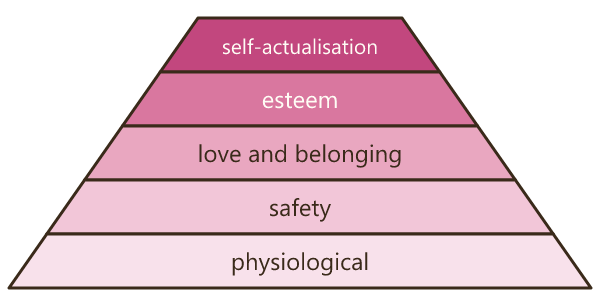 self-actualisation
esteem
love and belonging
safety
physiological